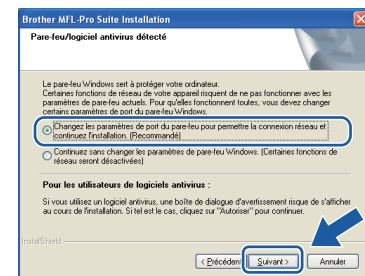 Brother MFL-Pro Suite Installation
Pare-feu/logiciel antivirus détecté
Le pare-feu Windows sert à protéger votre ordinateur.
Certaines fonctions de réseau de votre appareil risquent de ne pas fonctionner avec les
paramètres de pare-feu actuels. Pour qu'elles fonctionnent toutes, vous devez changer
certains paramètres de port du pare-feu Windows.
Changez les paramètres de port du pare-feu pour permettre la connexion réseau et
continuez l'installation. (Recommandé)
Continuez sans changer les paramètres de pare-feu Windows. (Certaines fonctions de
réseau seront désactivées)
Pour les utilisateurs de logiciels antivirus :
Si vous utilisez un logiciel antivirus, une boîte de dialogue d'avertissement risque de s'afficher
au cours de l'installation. Si tel est le cas, cliquez sur "Autoriser" pour continuer.
InstallShield
< Précédent Suivant > Annuler